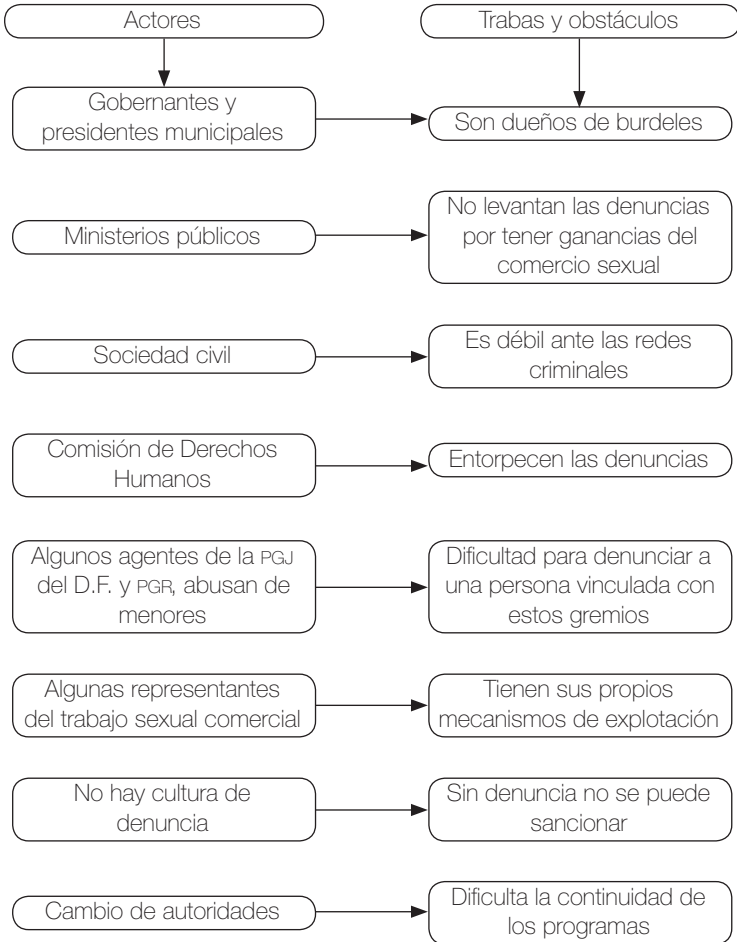 Actores
Trabas y obstáculos
Gobernantes y
presidentes municipales
Son dueños de burdeles
Ministerios públicos
No levantan las denuncias
por tener ganancias del
comercio sexual
Sociedad civil
Es débil ante las redes
criminales
Comisión de Derechos
Humanos
Entorpecen las denuncias
Algunos agentes de la PGJ
del D.F. y PGR, abusan de
menores
Dificultad para denunciar a
una persona vinculada con
estos gremios
Algunas representantes
del trabajo sexual comercial
Tienen sus propios
mecanismos de explotación
No hay cultura de
denuncia
Sin denuncia no se puede
sancionar
Cambio de autoridades
Dificulta la continuidad de
los programas